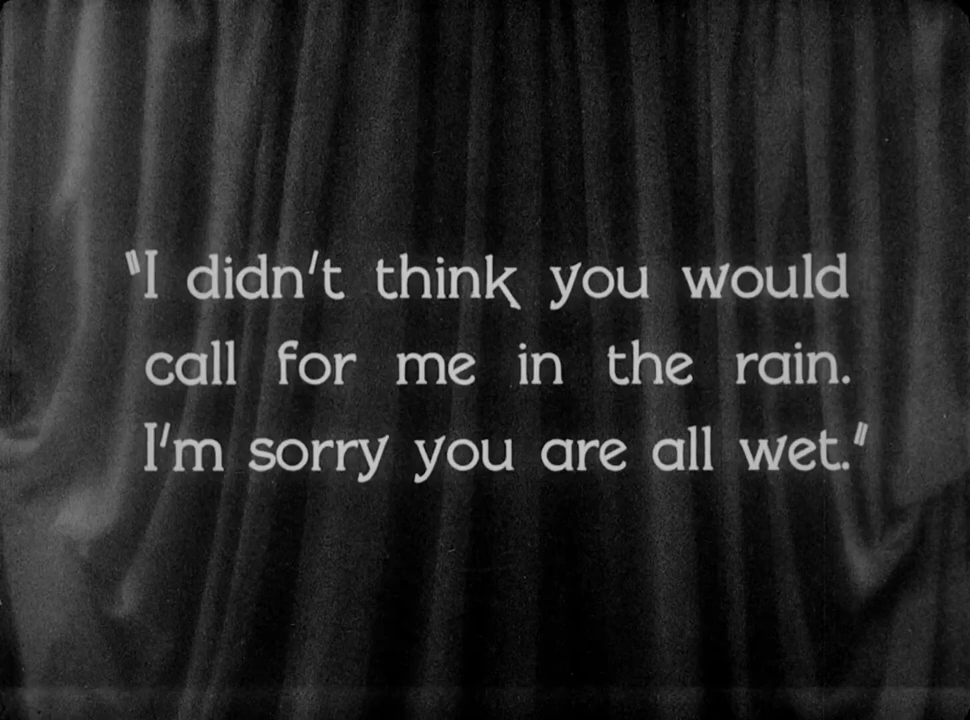 "I didn't think you would
call for me in the rain.
I'm sorry you are all wet."